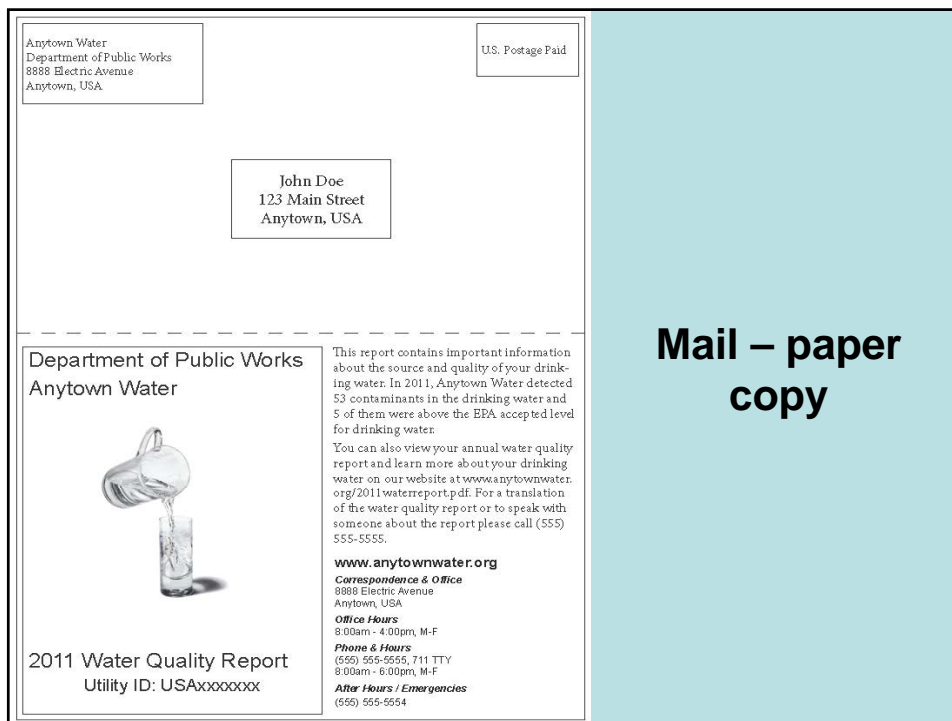 Anytown Water
Department of Public Works
8888 Electric Avenue
Anytown, USA
U.S. Postage Paid
John Doe
123 Main Street
Anytown, USA
Department of Public Works
Anytown Water
2011 Water Quality Report
Utility ID: USAxxxxxxx
This report contains important information
about the source and quality of your drink-
ing water. In 2011, Anytown Water detected
53 contaminants in the drinking water and
5 of them were above the EPA accepted level
for drinking water.
You can also view your annual water quality
report and learn more about your drinking
water on our website at www.anytownwater.
org/2011waterreport.pdf. For a translation
of the water quality report or to speak with
someone about the report please call (555)
555-5555.
www.anytownwater.org
Correspondence & Office
8888 Electric Avenue
Anytown, USA
Office Hours
8:00am - 4:00pm, M-F
Phone & Hours
(555) 555-5555, 711 TTY
8:00am - 6:00pm, M-F
After Hours / Emergencies
(555) 555-5554
Mail – paper
copy